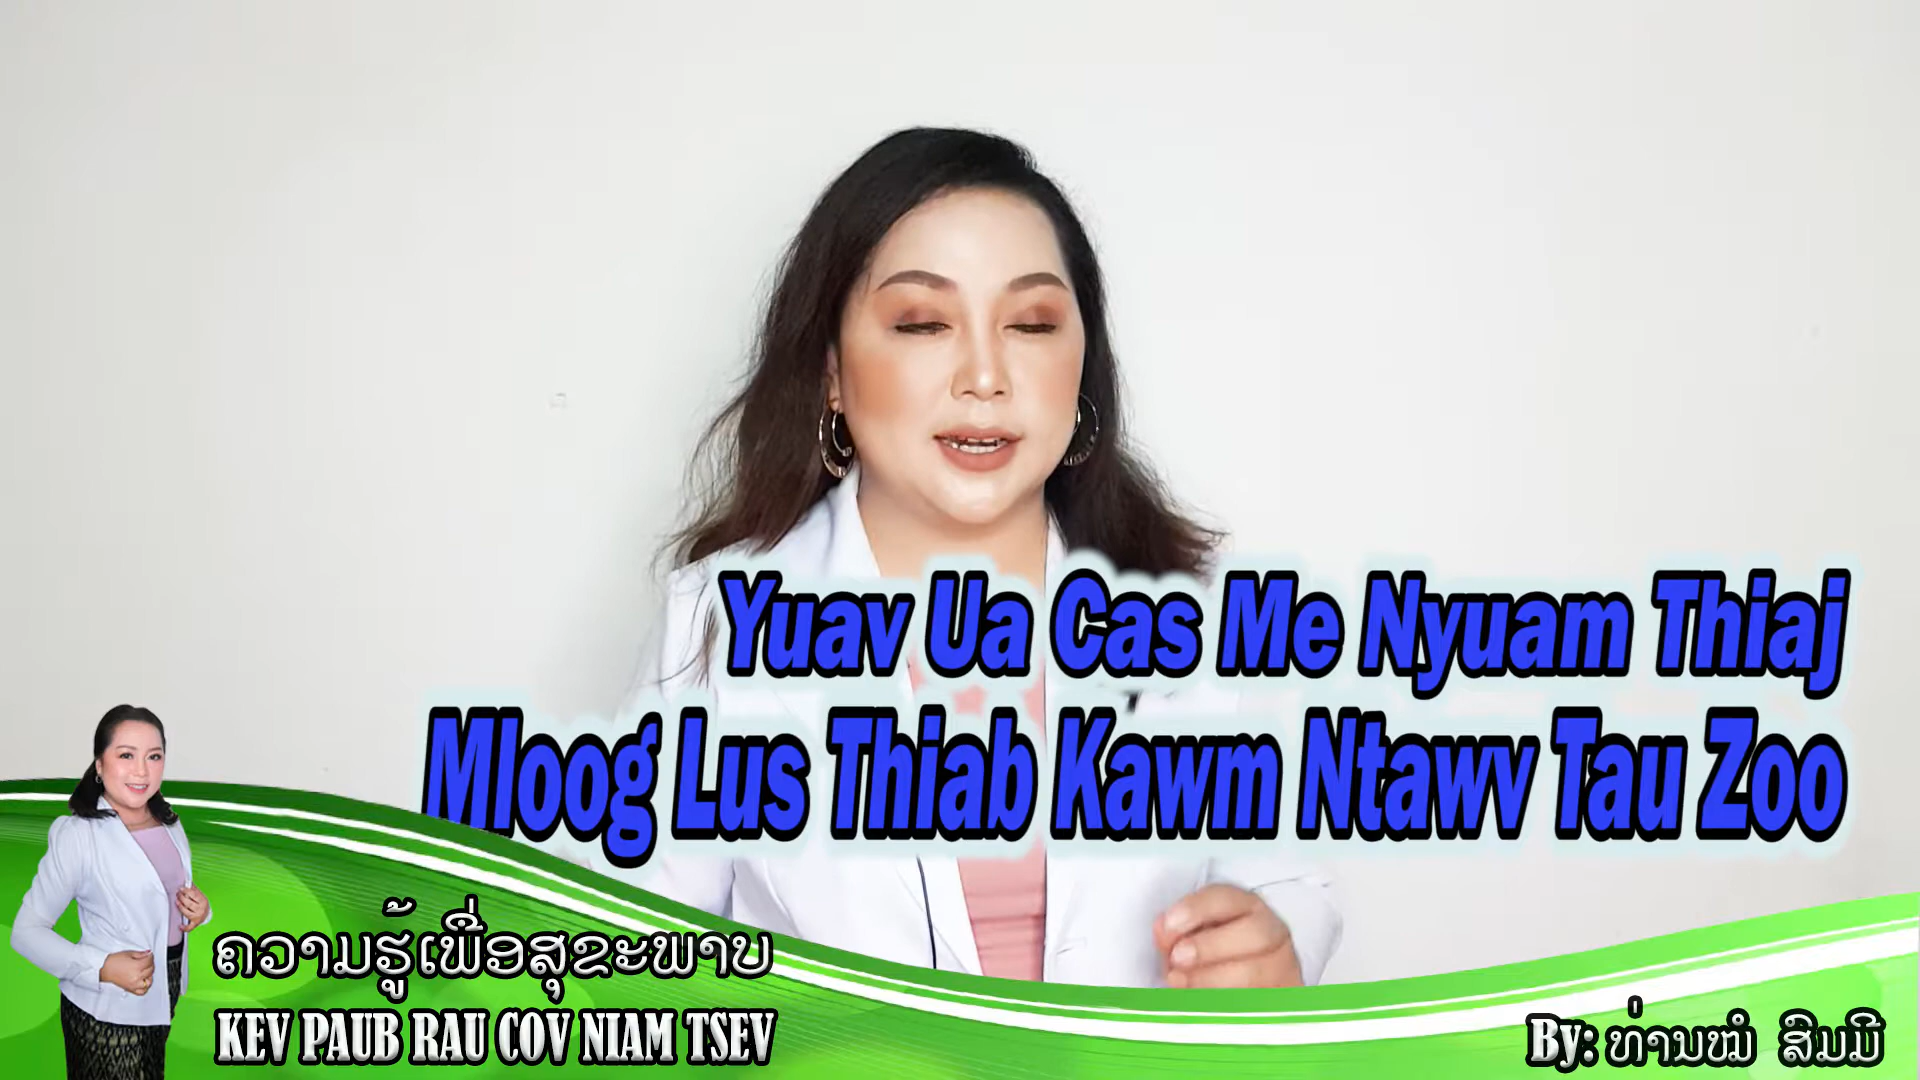 Yuav Ua Cas Me Nyuam Thiaj
Mloog Lus Thiab Kawm Ntawv Tau Zoo
ຄວາມຮູ້ເພື່ອສຸຂະພາບ
KEV PAUB RAU COV NIAM TSEV
By: ທ່ານໝໍ ສົມມີ